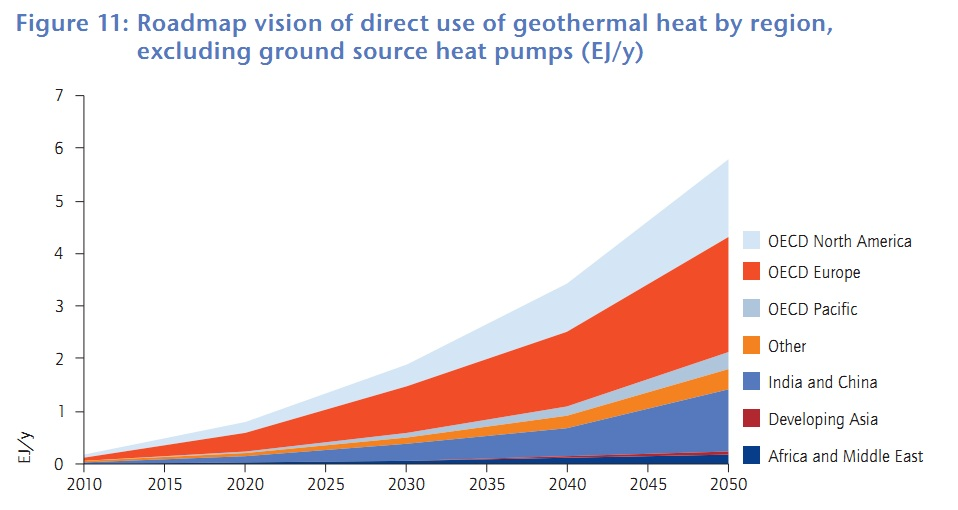 Figure 11: Roadmap vision of direct use of geothermal heat by region,
excluding ground source heat pumps (EJ/y)
7
6
5
4
3
2
1
0
EJ/y
2010 2015 2020 2025 2030 2035 2040 2045 2050
OECD North America
OECD Europe
OECD Pacific
Other
India and China
Developing Asia
Africa and Middle East